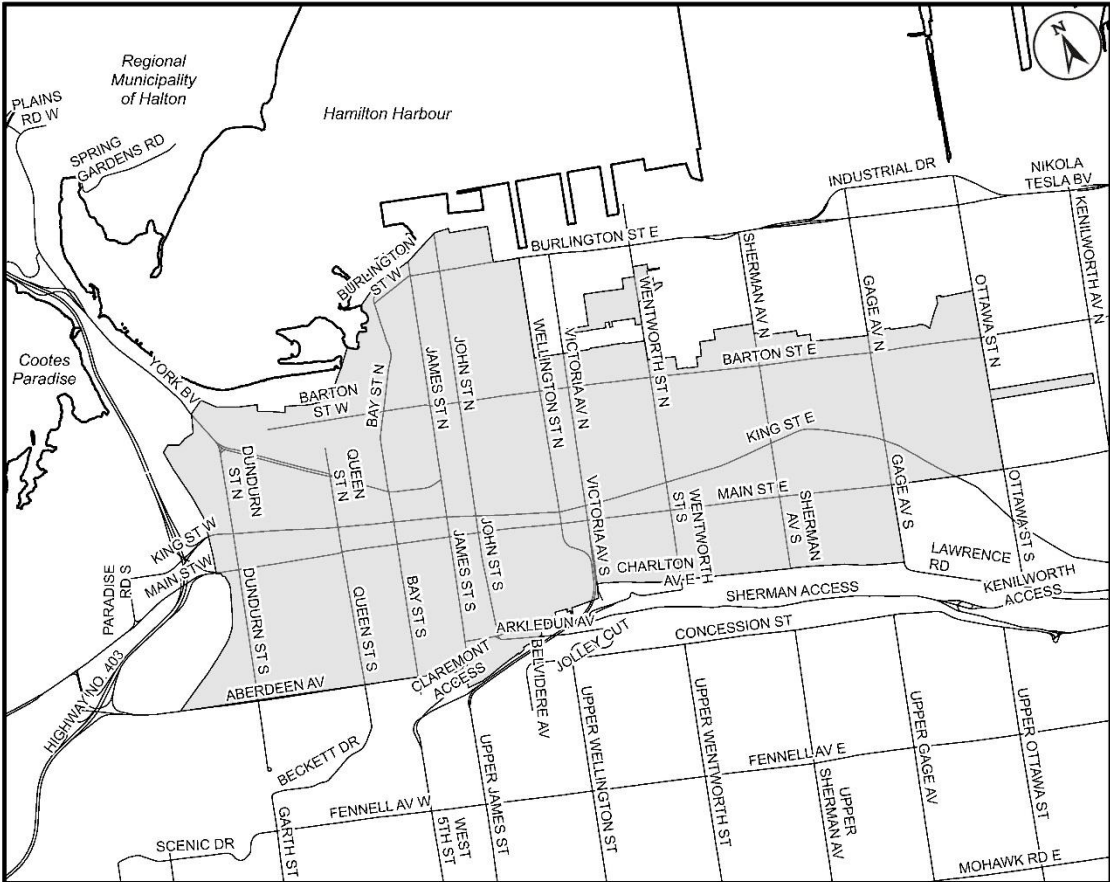 N
Regional
Municipality
of Halton
Hamilton Harbour
PLAINS
RD W
SPRING
GARDENS RD
INDUSTRIAL DR
NIKOLA
TESLA BV
KENILWORTH AV N
BURLINGTON
ST W
BURLINGTON ST E
SHERMAN AV N
GAGE AV N
OTTAWA ST N
Cootes
Paradise
YORK BV
BARTON
ST W
BAY ST N
JAMES ST N
JOHN ST N
WELLINGTON ST N
VICTORIA AV N
WENTWORTH ST N
BARTON ST E
KING ST E
DUNDURN
ST N
QUEEN
ST N
MAIN ST E
KING ST W
MAIN ST W
PARADISE
RD S
DUNDURN ST S
QUEEN ST S
BAY ST S
JAMES ST S
JOHN ST S
VICTORIA AV S
WENTWORTH
ST S
SHERMAN
AV S
GAGE AV S
OTTAWA ST S
CHARLTON
AV E
LAWRENCE
RD
KENILWORTH
ACCESS
SHERMAN ACCESS
ARKLEDUN AV
CONCESSION ST
JOLLEY CUT
CLAREMONT
ACCESS
BELVIDERE AV
HIGHWAY NO. 403
ABERDEEN AV
BECKETT DR
UPPER JAMES ST
UPPER WELLINGTON ST
UPPER WENTWORTH ST
FENNELL AV E
UPPER
SHERMAN AV
UPPER GAGE AV
UPPER OTTAWA ST
FENNELL AV W
WEST
5TH ST
GARTH ST
SCENIC DR
MOHAWK RD E